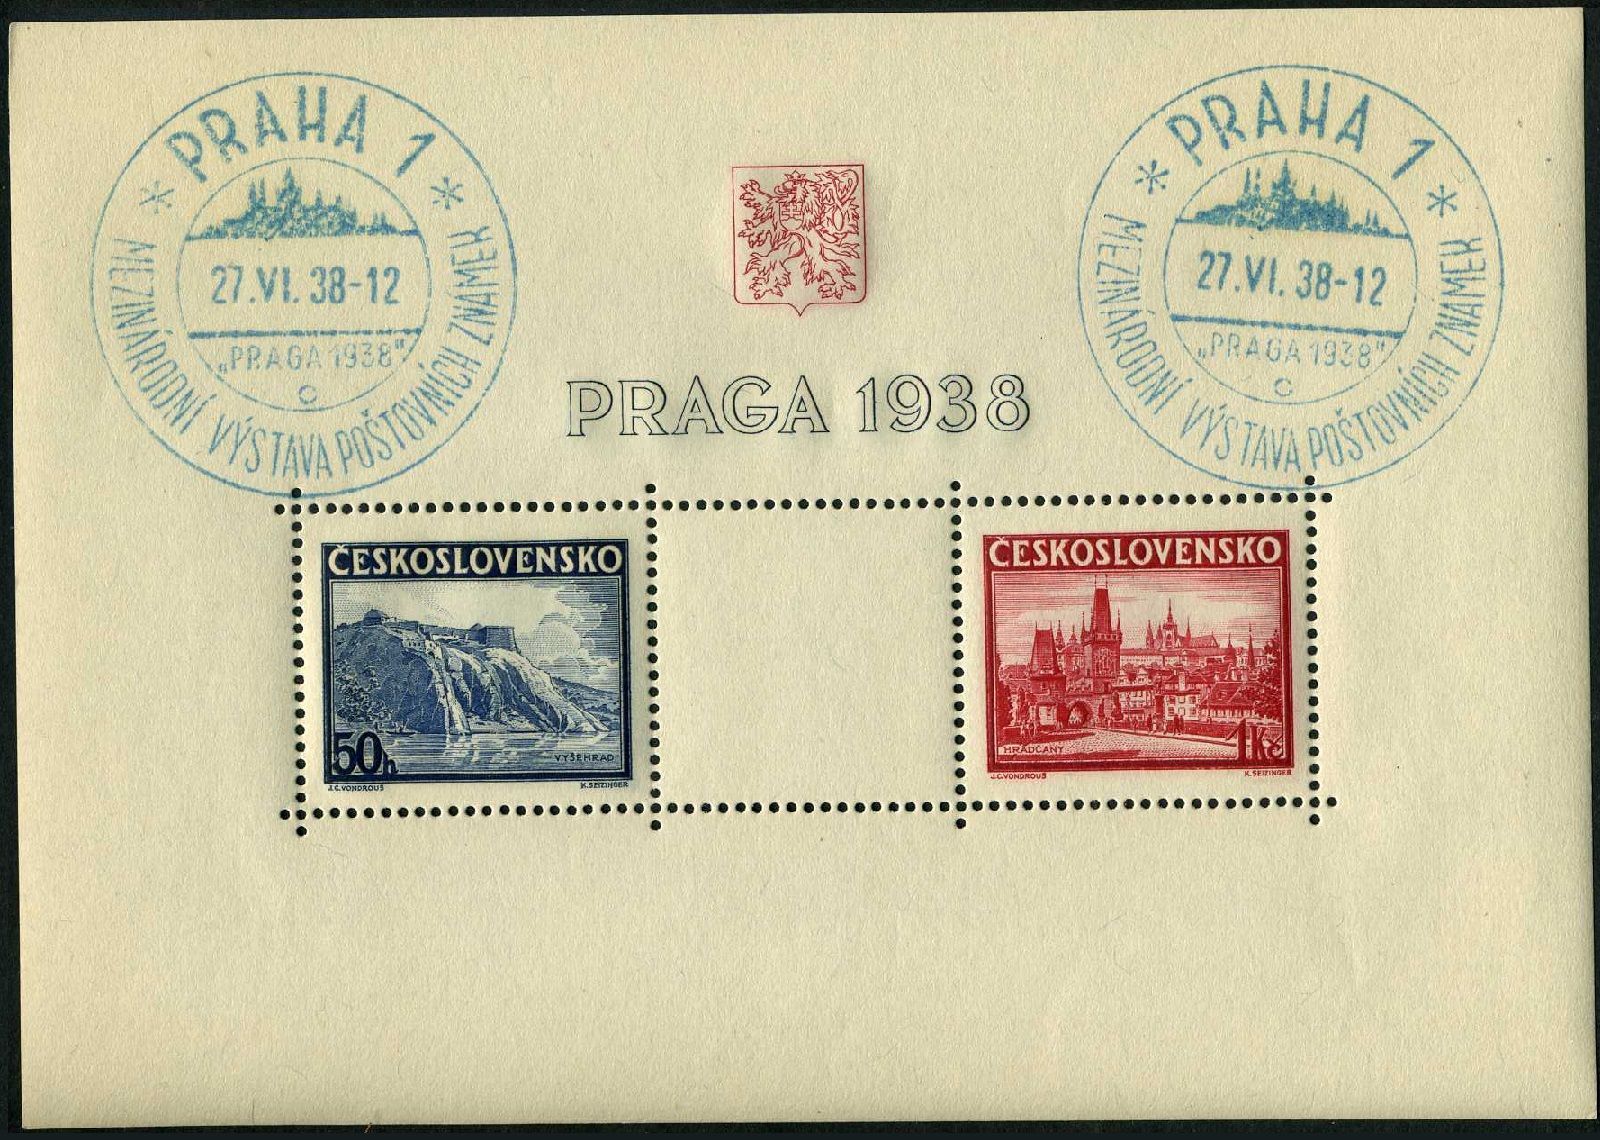 PRAHA 1
27.VI.38-12
„PRAGA 1938“
c
MEZINÁRODNÍ VÝSTAVA POŠTOVNÍCH ZNÁMEK
PRAHA 1
27.VI.38-12
„PRAGA 1938“
c
MEZINÁRODNÍ VÝSTAVA POŠTOVNÍCH ZNÁMEK
PRAGA 1938
ČESKOSLOVENSKO
50h
VYŠEHRAD
J.C.VONDROUS
K.SEIZINGER
ČESKOSLOVENSKO
HRADČANY
1Kč
J.C.VONDROUS
K.SEIZINGER